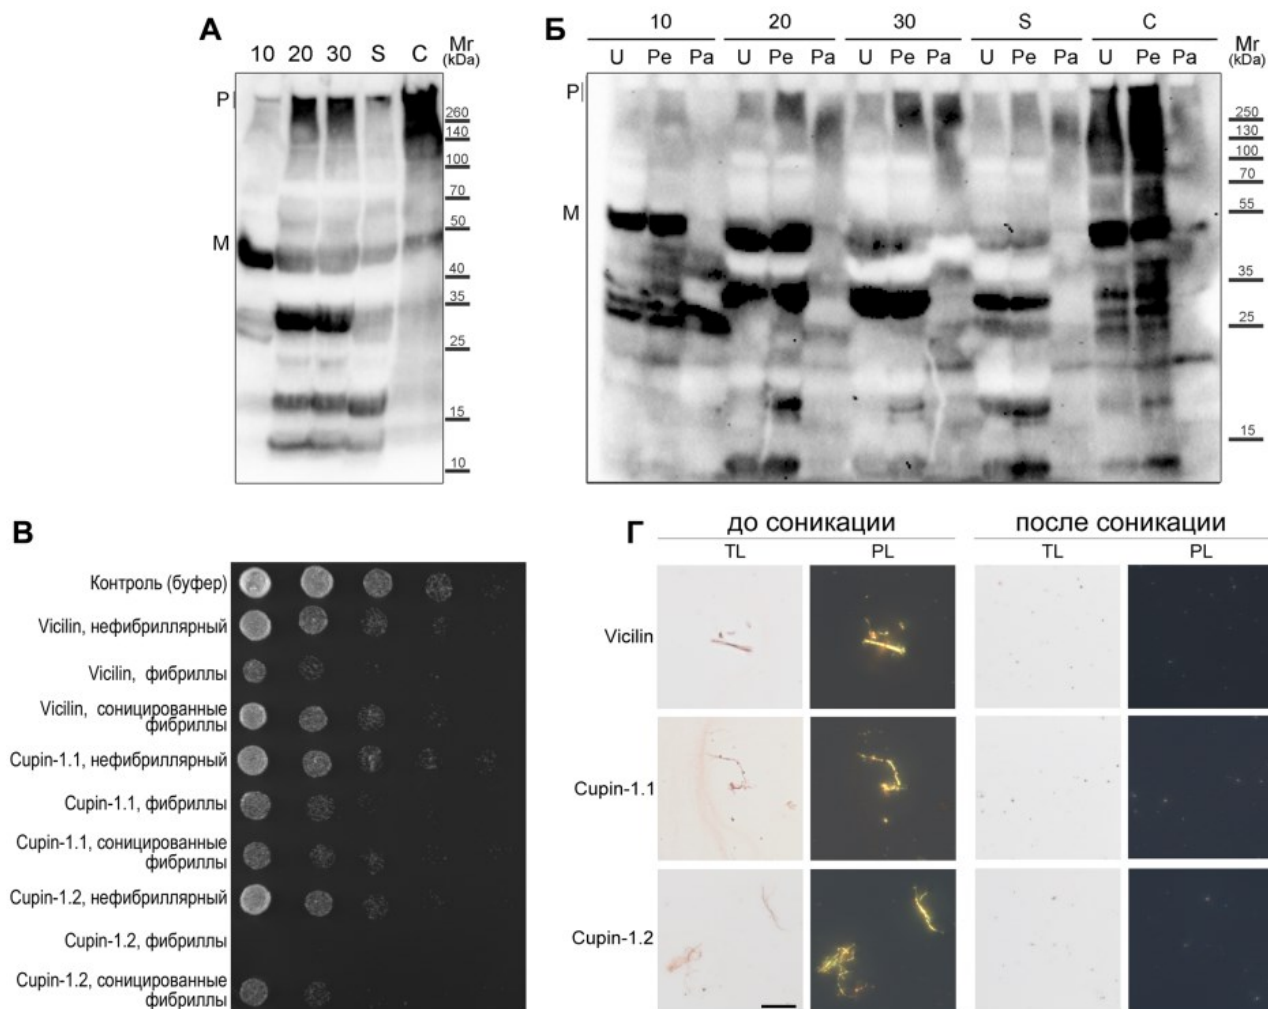 А
10 20 30 S C Mr
(kDa)
P
M
260
140
100
70
50
40
35
25
15
10
Б
10 20 30 S C
U Pe Pa U Pe Pa U Pe Pa U Pe Pa U Pe Pa Mr
(kDa)
P
M
250
130
100
70
55
35
25
15
В
Контроль (буфер)
Vicilin, нефибриллярный
Vicilin, фибриллы
Vicilin, соницированные
фибриллы
Cupin-1.1, нефибриллярный
Cupin-1.1, фибриллы
Cupin-1.1, соницированные
фибриллы
Cupin-1.2, нефибриллярный
Cupin-1.2, фибриллы
Cupin-1.2, соницированные
фибриллы
Г
до соникации после соникации
TL PL TL PL
Vicilin
Cupin-1.1
Cupin-1.2